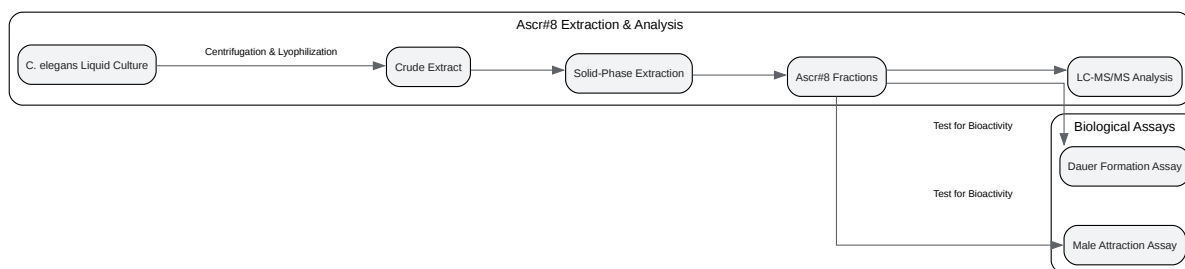 Ascr#8 Extraction & Analysis
C. elegans Liquid Culture
Centrifugation & Lyophilization
Crude Extract
Solid-Phase Extraction
Ascr#8 Fractions
LC-MS/MS Analysis
Test for Bioactivity
Biological Assays
Dauer Formation Assay
Test for Bioactivity
Male Attraction Assay